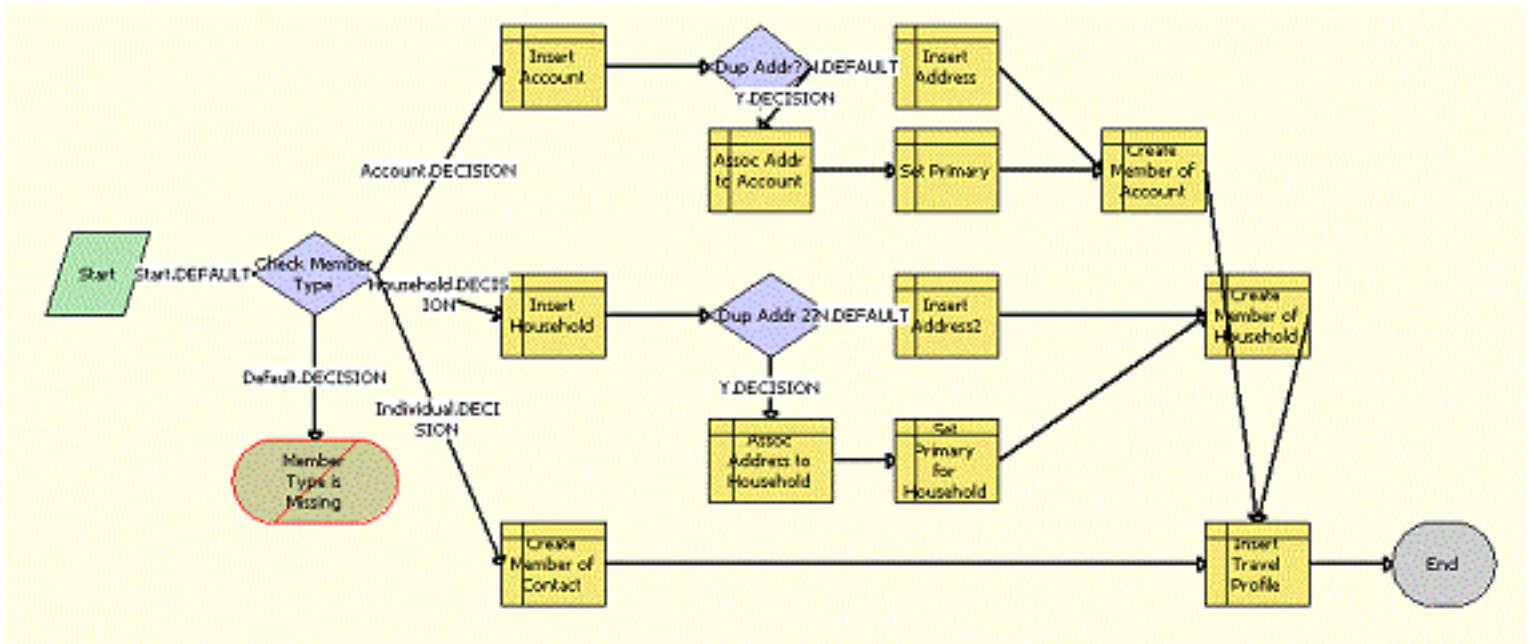 Insert
Account
Dup Addr?
N.DEFAULT
Insert
Address
Y.DECISION
Assoc Addr
to Account
Set Primary
Create
Member of
Account
Account.DECISION
Start
Start.DEFAULT
Check Member
Type
Household.DECIS
ION
Insert
Household
Dup Addr 2?
N.DEFAULT
Insert
Address2
Create
Member of
Household
Default.DECISION
Y.DECISION
Individual.DECI
SION
Member
Type is
Missing
Assoc
Address to
Household
Set
Primary
for
Household
Create
Member of
Contact
Insert
Travel
Profile
End